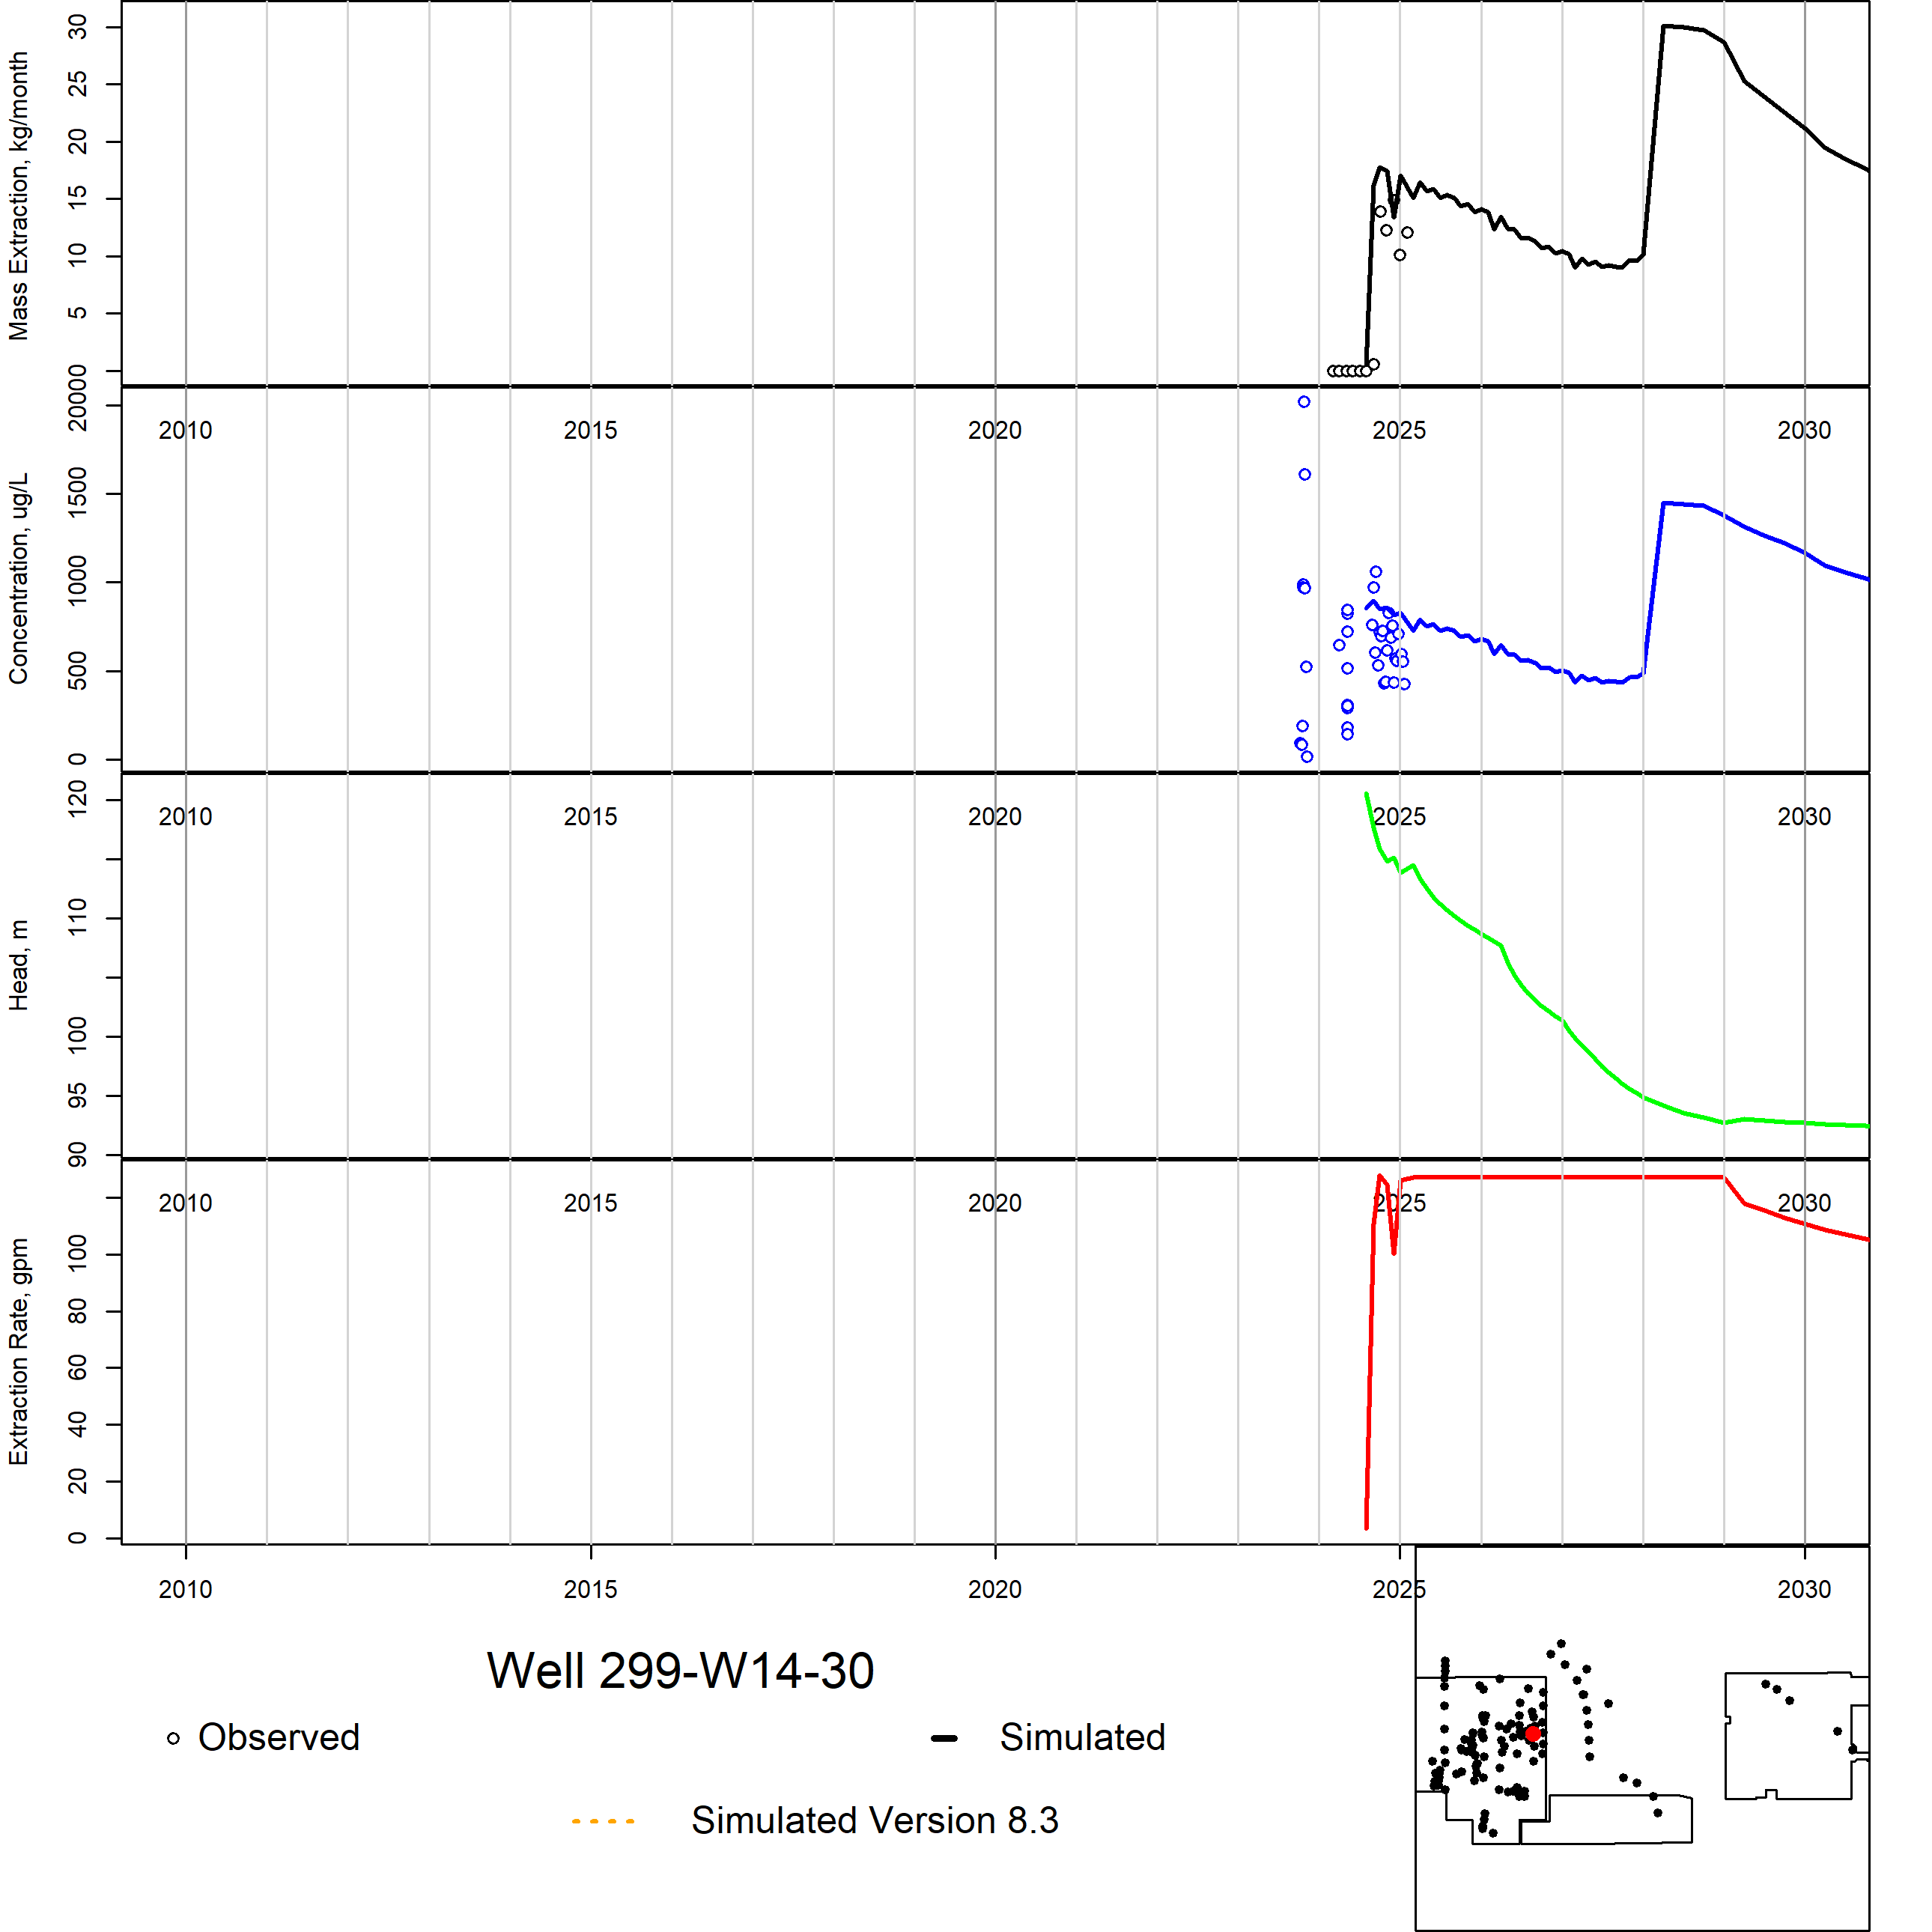 Mass Extraction, kg/month
30
25
20
15
10
5
0
2010 2015 2020 2025 2030
Concentration, ug/L
2000
1500
1000
500
0
2010 2015 2020 2025 2030
Head, m
120
110
100
95
90
2010 2015 2020 2025 2030
Extraction Rate, gpm
100
80
60
40
20
0
2010 2015 2020 2025 2030
Well 299-W14-30
Observed Simulated
Simulated Version 8.3